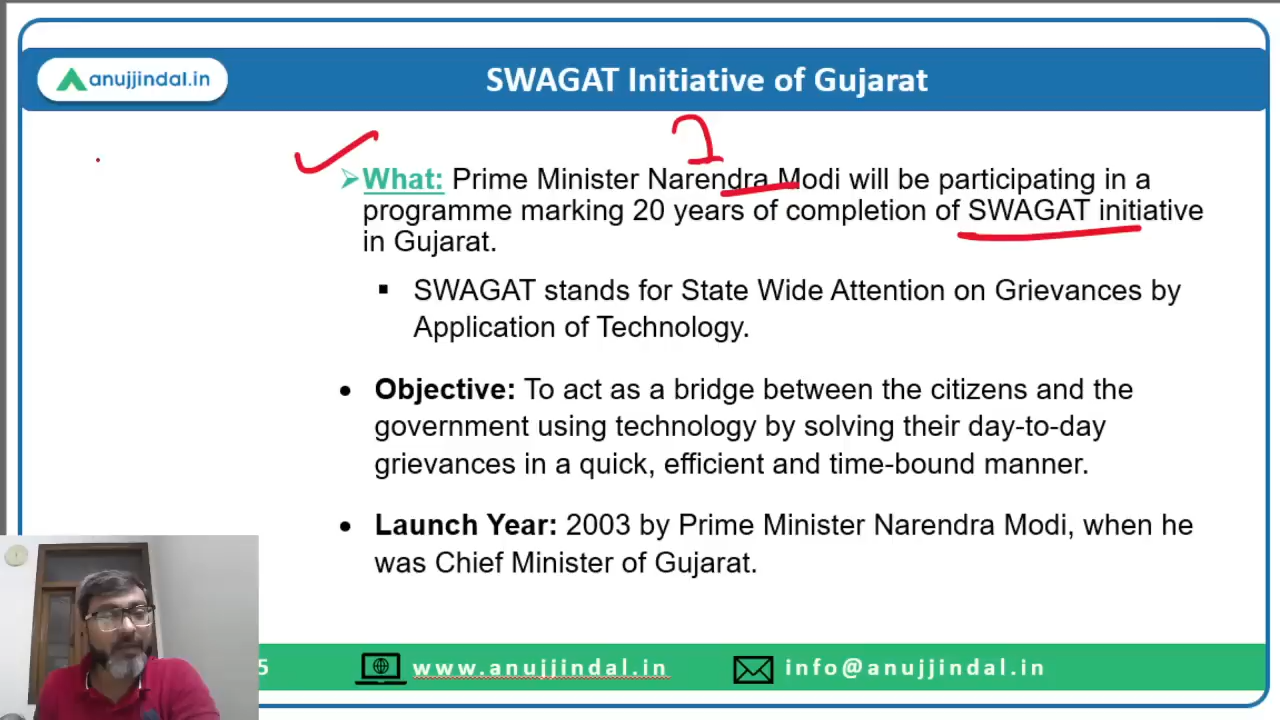 anujjindal.in
SWAGAT Initiative of Gujarat
What: Prime Minister Narendra Modi will be participating in a
programme marking 20 years of completion of SWAGAT initiative
in Gujarat.
SWAGAT stands for State Wide Attention on Grievances by
Application of Technology.
Objective: To act as a bridge between the citizens and the
government using technology by solving their day-to-day
grievances in a quick, efficient and time-bound manner.
Launch Year: 2003 by Prime Minister Narendra Modi, when he
was Chief Minister of Gujarat.
5 www.anujjindal.in info@anujjindal.in